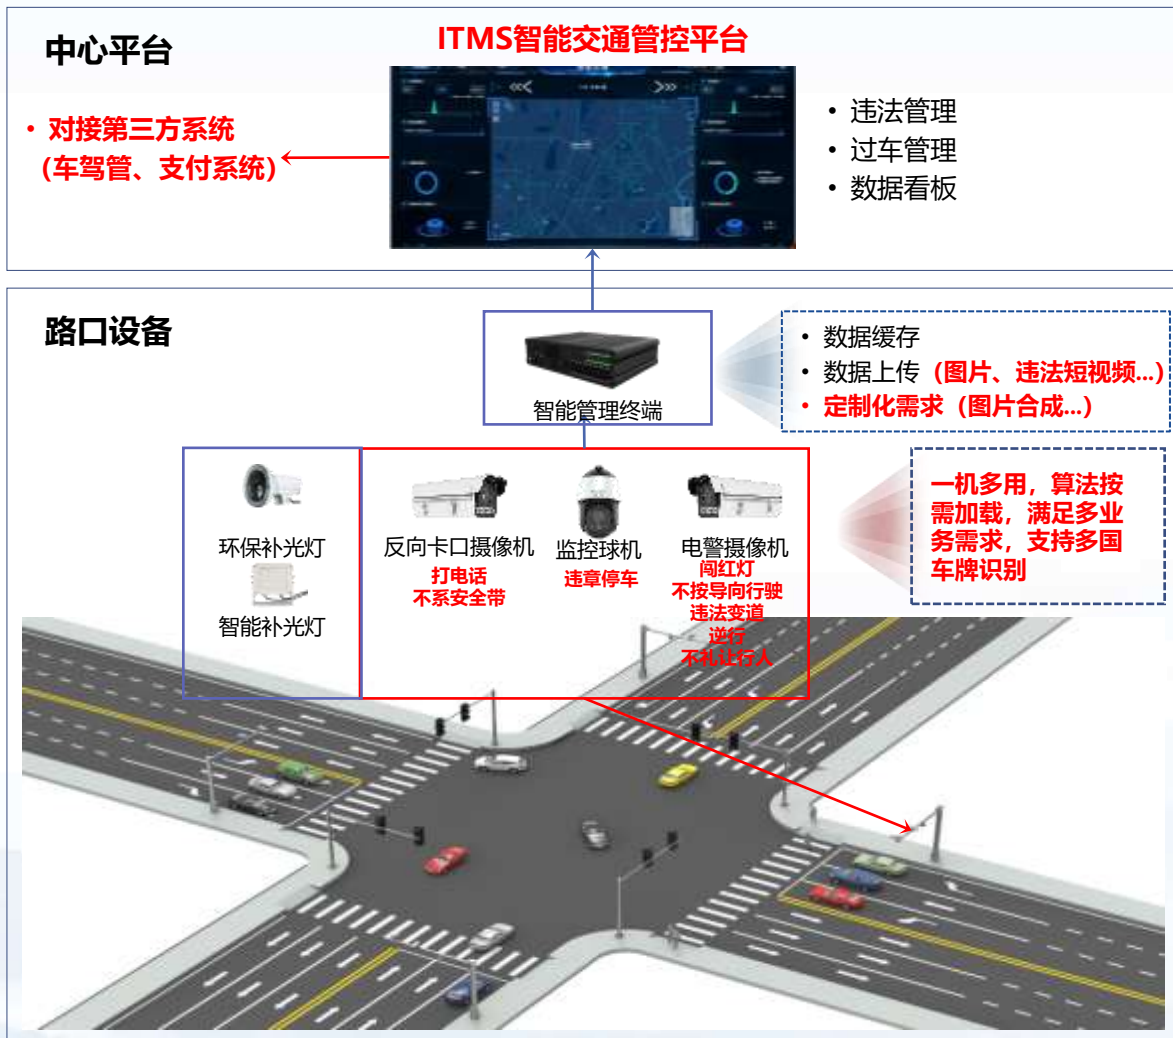 中心平台
ITMS智能交通管控平台
• 对接第三方系统
(车驾管、支付系统)
• 违法管理
• 过车管理
• 数据看板
路口设备
智能管理终端
• 数据缓存
• 数据上传（图片、违法短视频...）
• 定制化需求（图片合成...）
环保补光灯
智能补光灯
反向卡口摄像机
打电话
不系安全带
监控球机
违章停车
电警摄像机
闯红灯
不按导向行驶
违法变道
逆行
不礼让行人
一机多用，算法按
需加载，满足多业
务需求，支持多国
车牌识别